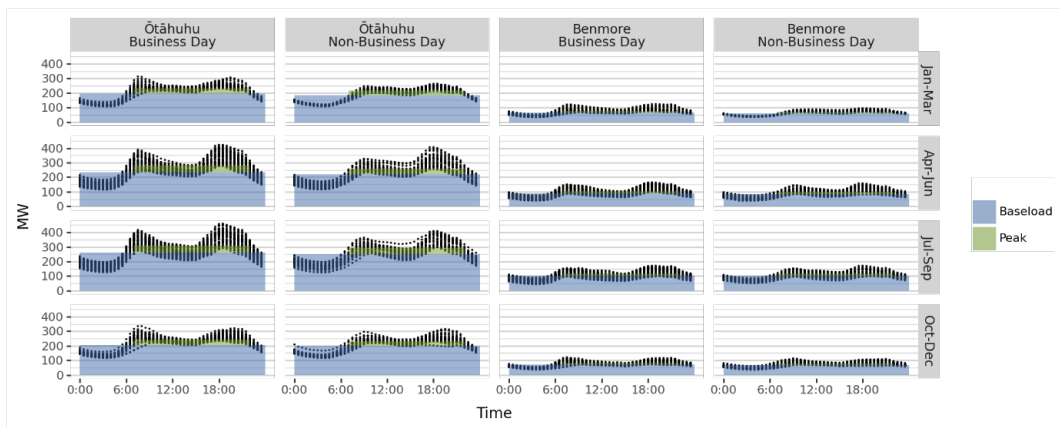 Ōtāhuhu
Business Day
Ōtāhuhu
Non-Business Day
Benmore
Business Day
Benmore
Non-Business Day
400
300
200
100
0
Jan-Mar
400
300
200
100
0
Apr-Jun
400
300
200
100
0
Jul-Sep
400
300
200
100
0
Oct-Dec
MW
0:00 6:00 12:00 18:00 0:00 6:00 12:00 18:00 0:00 6:00 12:00 18:00 0:00 6:00 12:00 18:00
Time
Baseload
Peak